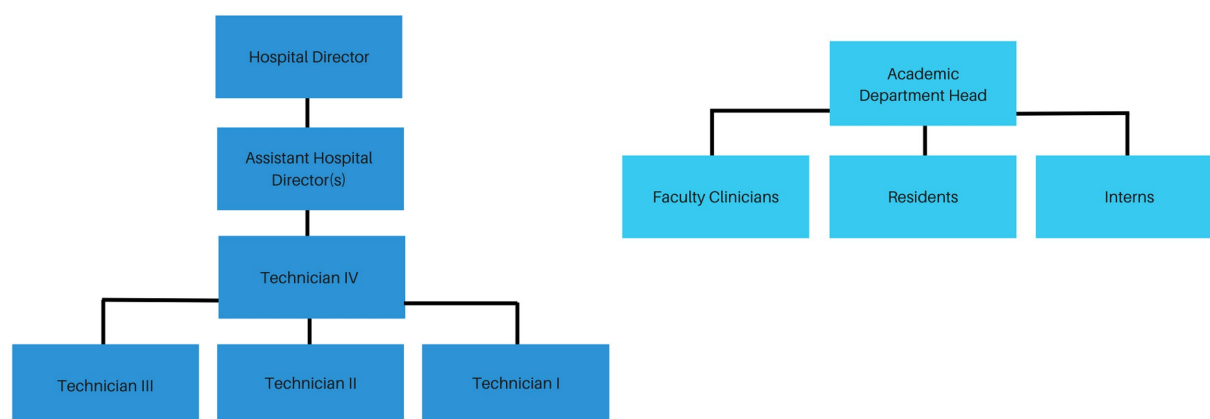 Hospital Director
Assistant Hospital
Director(s)
Technician IV
Technician III
Technician II
Technician I
Academic
Department Head
Faculty Clinicians
Residents
Interns